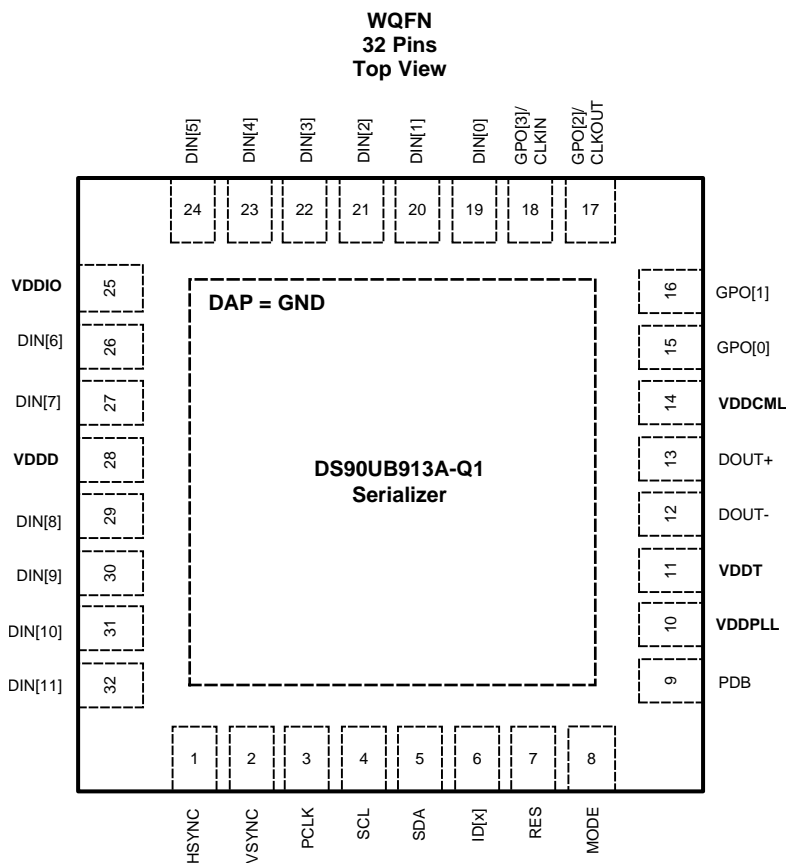 WQFN
32 Pins
Top View
DIN[5]
DIN[4]
DIN[3]
DIN[2]
DIN[1]
DIN[0]
GPO[3]/
CLKIN
GPO[2]/
CLKOUT
24
23
22
21
20
19
18
17
VDDIO
25
DIN[6]
26
DIN[7]
27
VDDD
28
DIN[8]
29
DIN[9]
30
DIN[10]
31
DIN[11]
32
DAP = GND
DS90UB913A-Q1
Serializer
16
GPO[1]
15
GPO[0]
14
VDDCML
13
DOUT+
12
DOUT-
11
VDDT
10
VDDPLL
9
PDB
1
2
3
4
5
6
7
8
HSYNC
VSYNC
PCLK
SCL
SDA
ID[x]
RES
MODE